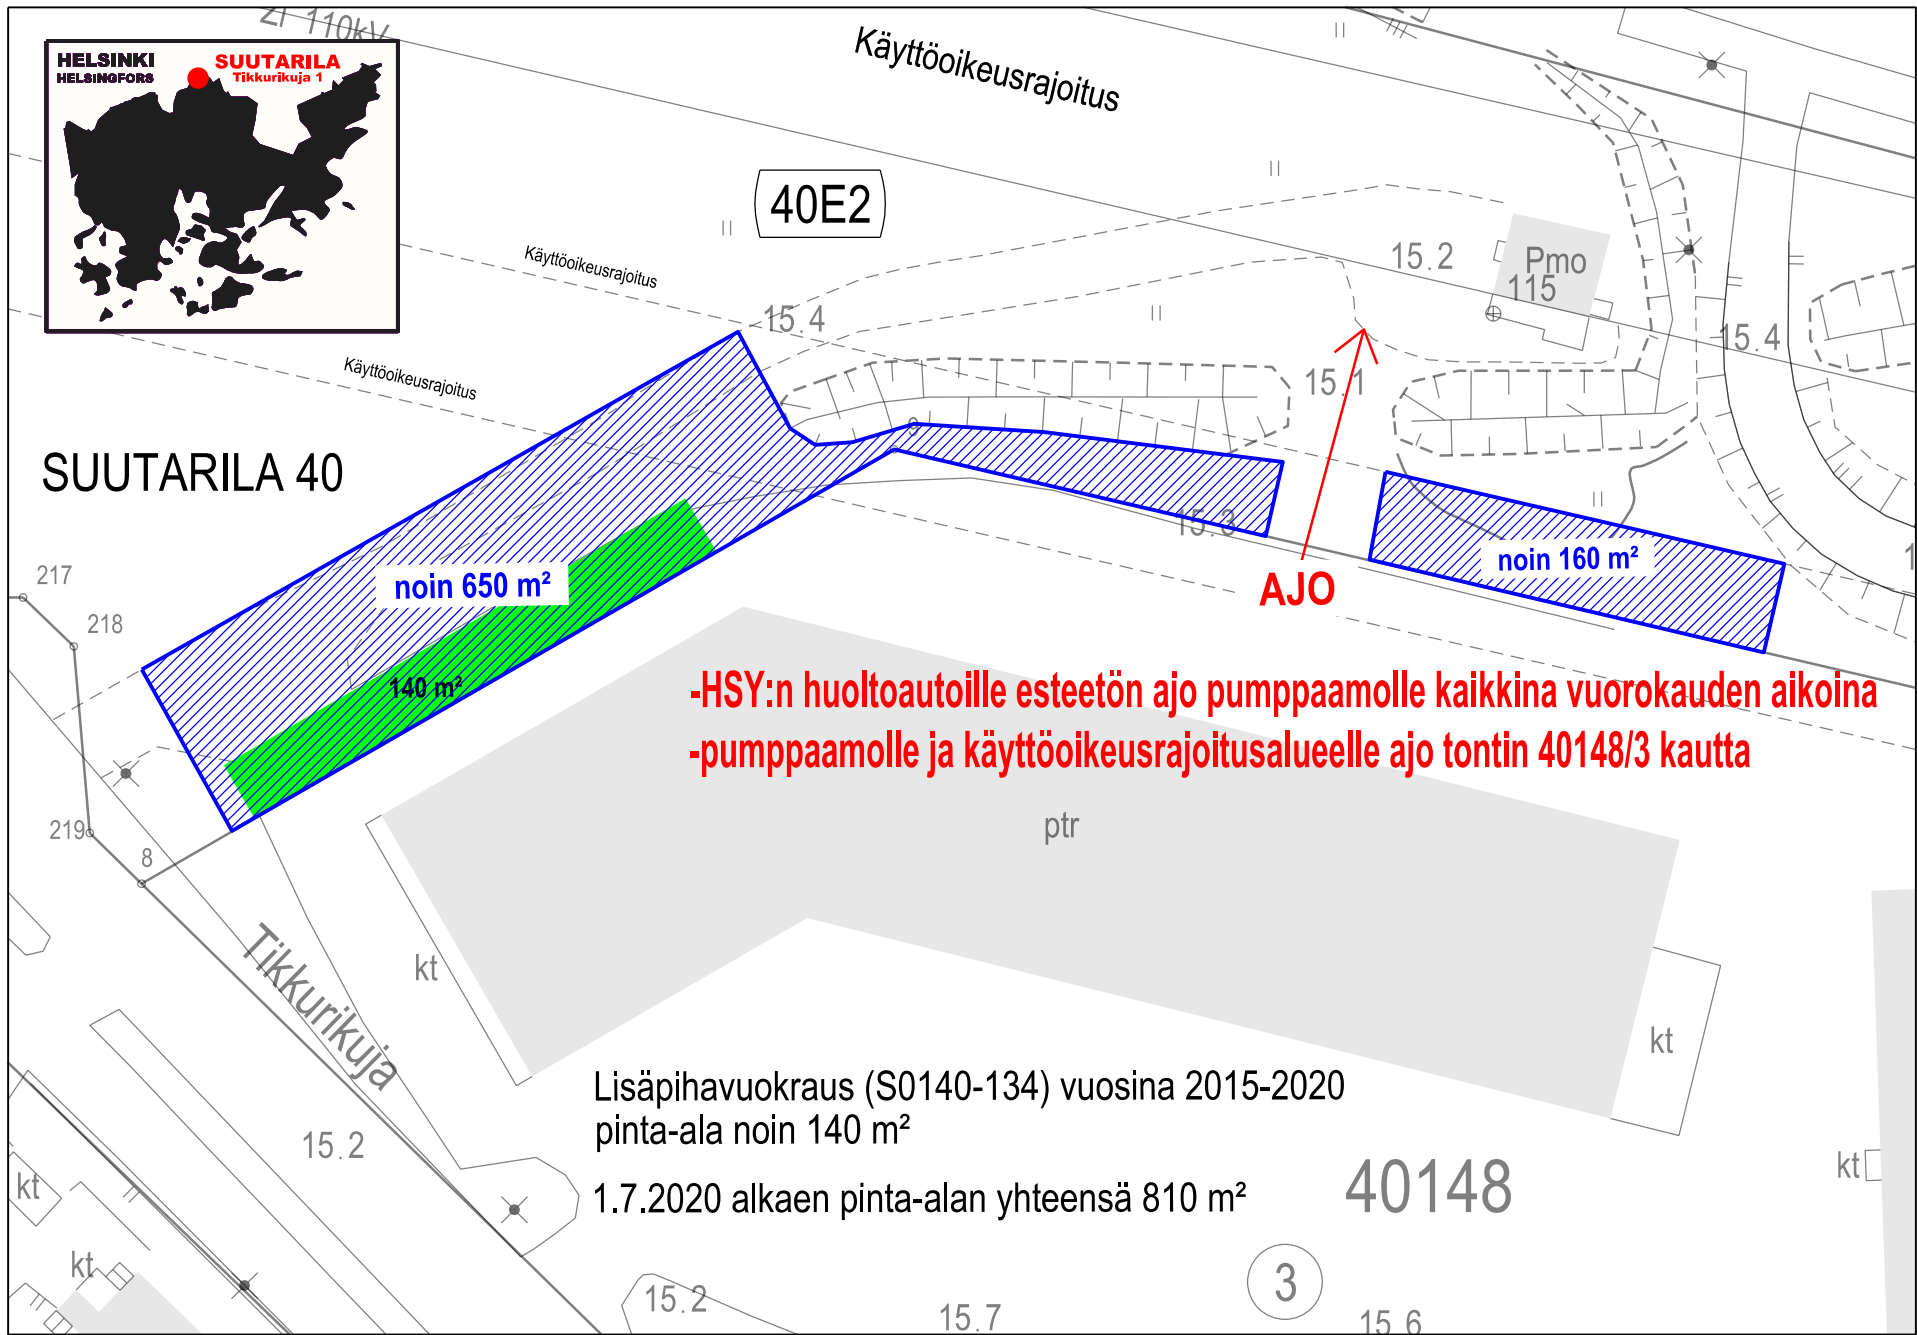 ZI 110kV
HELSINKI
HELSINGFORS
SUUTARILA
Tikkurikuja 1
Käyttöoikeusrajoitus
40E2
Käyttöoikeusrajoitus
15.4
15.2
Pmo
115
15.4
Käyttöoikeusrajoitus
15.1
9
SUUTARILA 40
15.3
noin 650 m²
noin 160 m²
AJO
217
218
140 m²
-HSY:n huoltoautoille esteetön ajo pumppaamolle kaikkina vuorokauden aikoina
-pumppaamolle ja käyttöoikeusrajoitusalueelle ajo tontin 40148/3 kautta
219
8
ptr
Tikkurikuja
kt
kt
Lisäpihavuokraus (S0140-134) vuosina 2015-2020
pinta-ala noin 140 m²
15.2
1.7.2020 alkaen pinta-alan yhteensä 810 m²
40148
kt
kt
kt
3
15.2
15.7
15.6